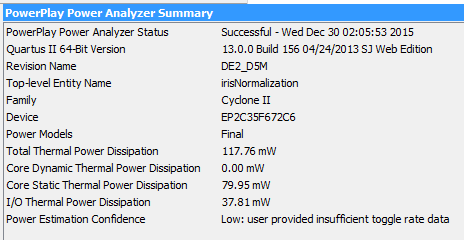 PowerPlay Power Analyzer Summary
PowerPlay Power Analyzer Status Successful - Wed Dec 30 02:05:53 2015
Quartus II 64-Bit Version 13.0.0 Build 156 04/24/2013 SJ Web Edition
Revision Name DE2_D5M
Top-level Entity Name irisNormalization
Family Cyclone II
Device EP2C35F672C6
Power Models Final
Total Thermal Power Dissipation 117.76 mW
Core Dynamic Thermal Power Dissipation 0.00 mW
Core Static Thermal Power Dissipation 79.95 mW
I/O Thermal Power Dissipation 37.81 mW
Power Estimation Confidence Low: user provided insufficient toggle rate data